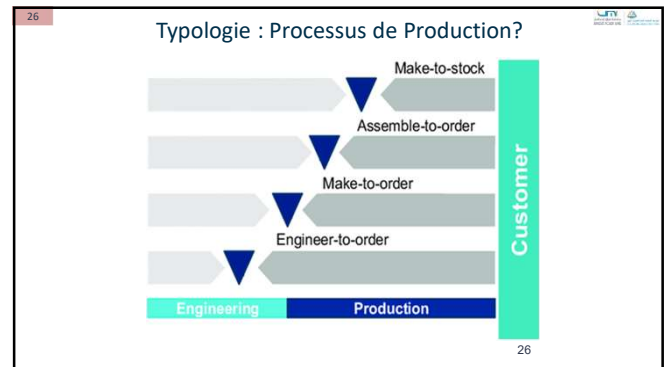 26
Typologie : Processus de Production?
Make-to-stock
Assemble-to-order
Make-to-order
Engineer-to-order
Customer
Engineering
Production
26